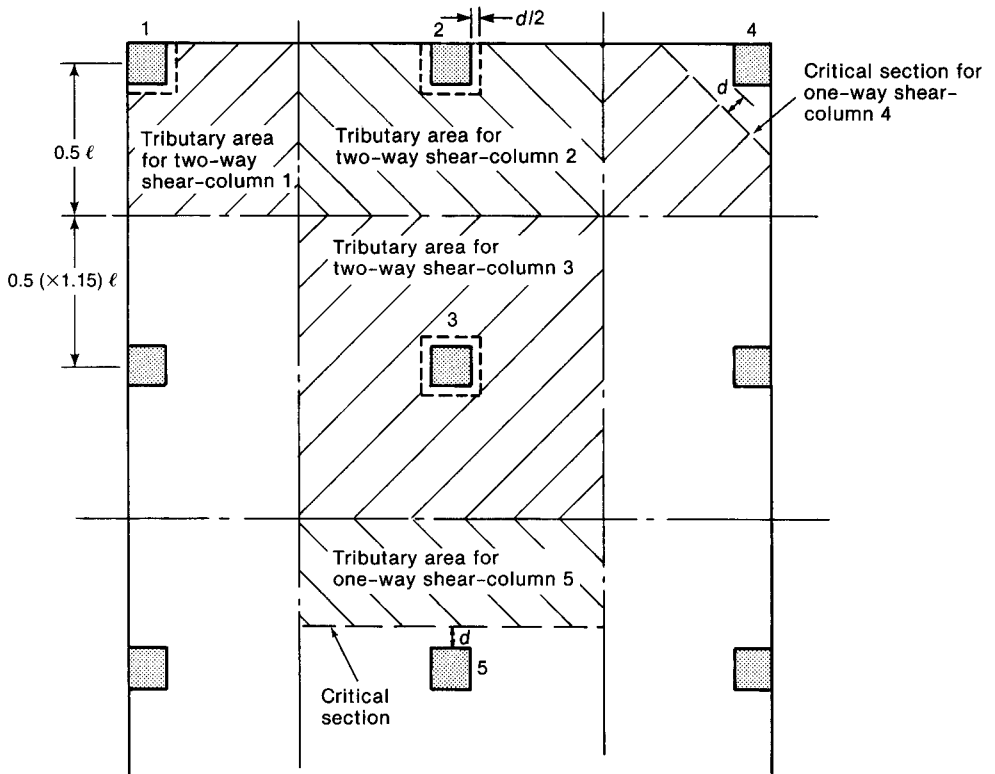 1
2
d/2
4
Critical section for
one-way shear-
column 4
d
0.5 ℓ
Tributary area
for two-way
shear-column 1
Tributary area for
two-way shear-column 2
0.5 (×1.15) ℓ
Tributary area for
two-way shear-column 3
3
Tributary area for
one-way shear-column 5
d
5
Critical
section